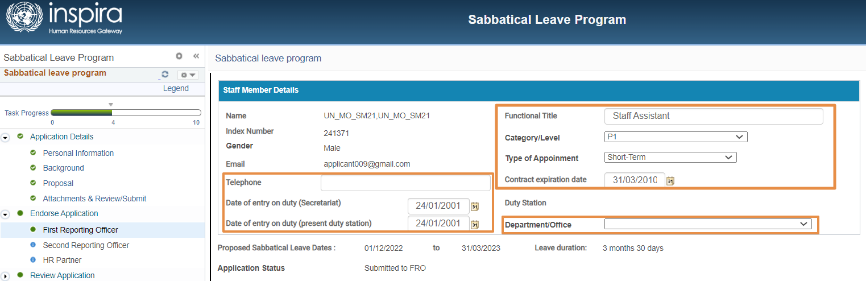 inspira
Human Resources Gateway
Sabbatical Leave Program
Sabbatical Leave Program
Sabbatical leave program
Legend
Task Progress
0 4 10
Application Details
Personal Information
Background
Proposal
Attachments & Review/Submit
Endorse Application
First Reporting Officer
Second Reporting Officer
HR Partner
Review Application
Sabbatical leave program
Staff Member Details
Name UN_MO_SM21,UN_MO_SM21
Index Number 241371
Gender Male
Email applicant009@gmail.com
Telephone
Date of entry on duty (Secretariat) 24/01/2001
Date of entry on duty (present duty station) 24/01/2001
Functional Title Staff Assistant
Category/Level P1
Type of Appoinment Short-Term
Contract expiration date 31/03/2010
Duty Station
Department/Office
Proposed Sabbatical Leave Dates : 01/12/2022 to 31/03/2023 Leave duration: 3 months 30 days
Application Status Submitted to FRO